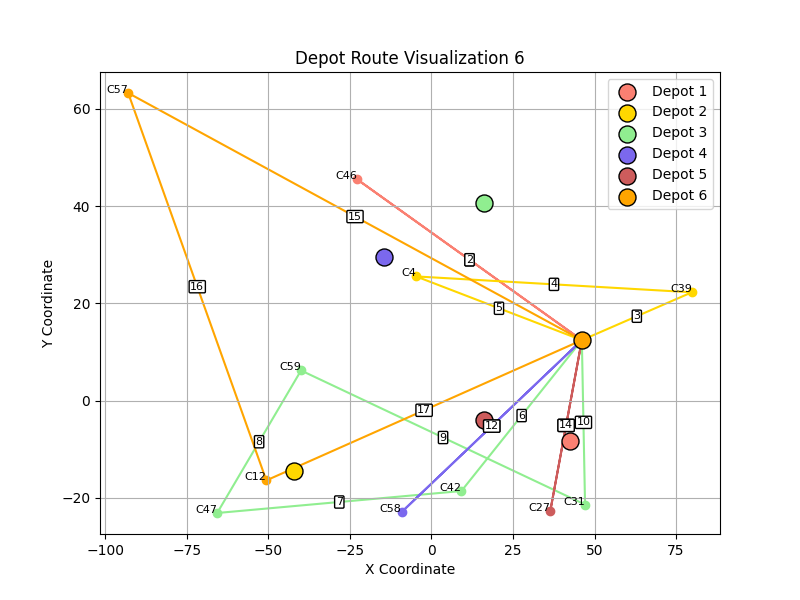 Depot Route Visualization 6
Depot 1
Depot 2
Depot 3
Depot 4
Depot 5
Depot 6
Y Coordinate
60
40
20
0
−20
−100
−75
−50
−25
0
25
50
75
X Coordinate
C57
C46
C4
C39
C59
C12
C47
C58
C42
C27
C31
15
2
4
5
3
16
17
6
12
14
10
9
8
7